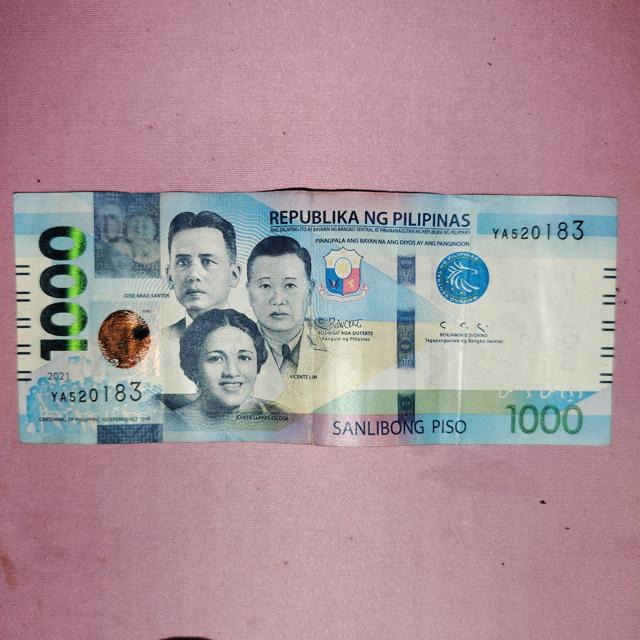 REPUBLIKA NG PILIPINAS
ANG SALAPING ITO AY BAYARIN NG BANGKO SENTRAL AT PINANANAGUTAN NG REPUBLIKA NG PILIPINAS
YA520183
PINAGPALA ANG BAYAN NA ANG DIYOS AY ANG PANGINOON
1000
JOSE ABAD SANTOS
RODRIGO ROA DUTERTE
Pangulo ng Pilipinas
BENJAMIN E DIOKNO
Tagapangasiwa ng Bangko Sentral
VICENTE LIM
2021
YA520183
CENTENNIAL OF PHILIPPINE INDEPENDENCE 1998
JOSEFA LLANES ESCODA
SANLIBONG PISO
1000